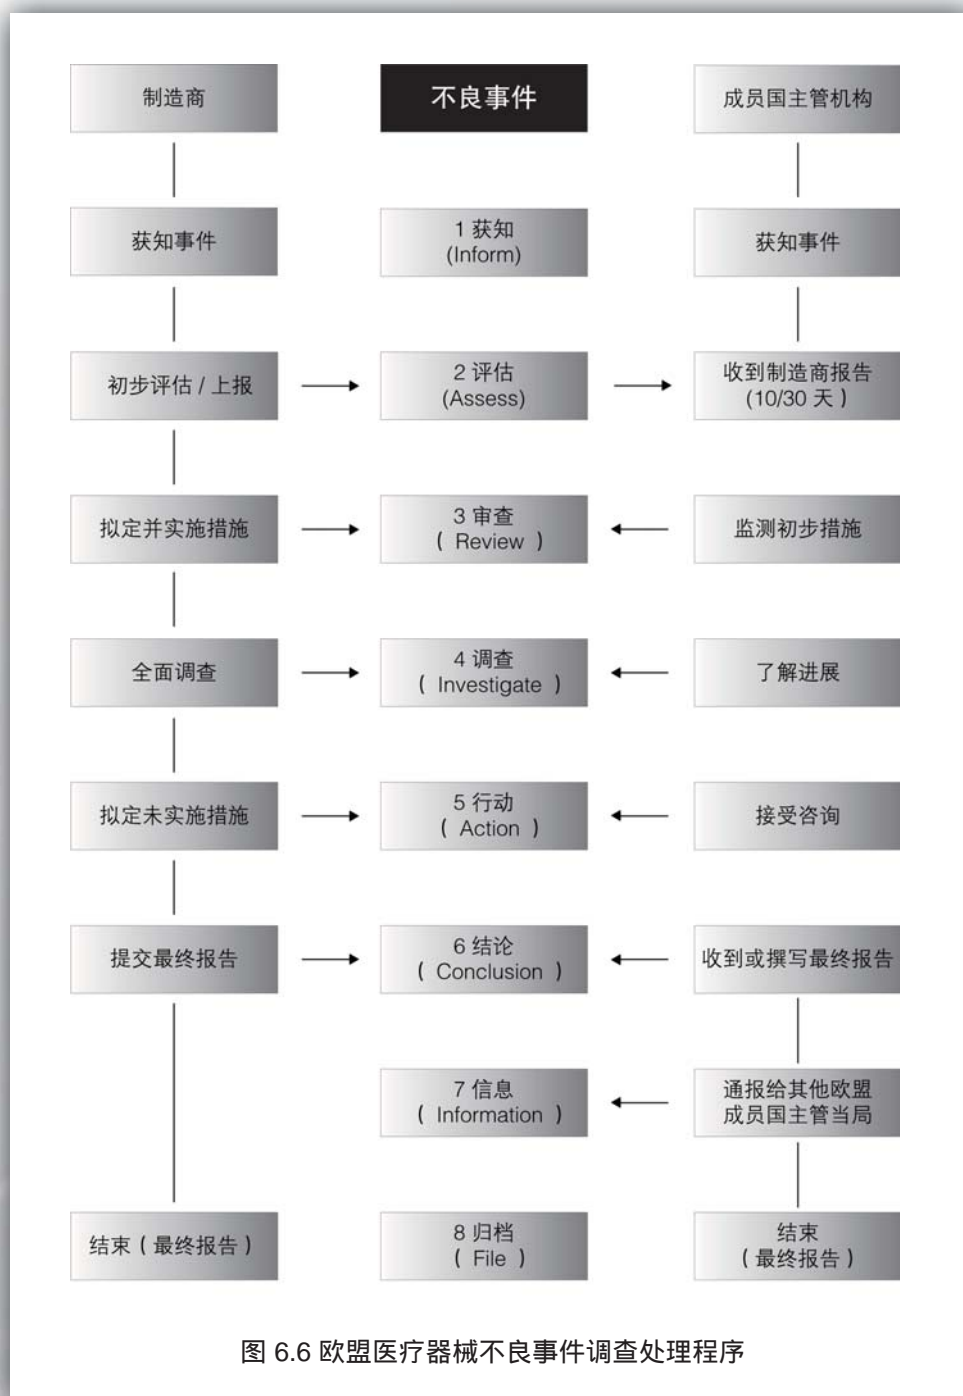 制造商
不良事件
成员国主管机构
获知事件
1 获知
(Inform)
获知事件
初步评估 / 上报
2 评估
(Assess)
收到制造商报告
(10/30 天 )
拟定并实施措施
3 审查
( Review )
监测初步措施
全面调查
4 调查
( Investigate )
了解进展
拟定未实施措施
5 行动
( Action )
接受咨询
提交最终报告
6 结论
( Conclusion )
收到或撰写最终报告
7 信息
( Information )
通报给其他欧盟
成员国主管当局
结束 ( 最终报告 )
8 归档
( File )
结束
( 最终报告 )
图 6.6 欧盟医疗器械不良事件调查处理程序